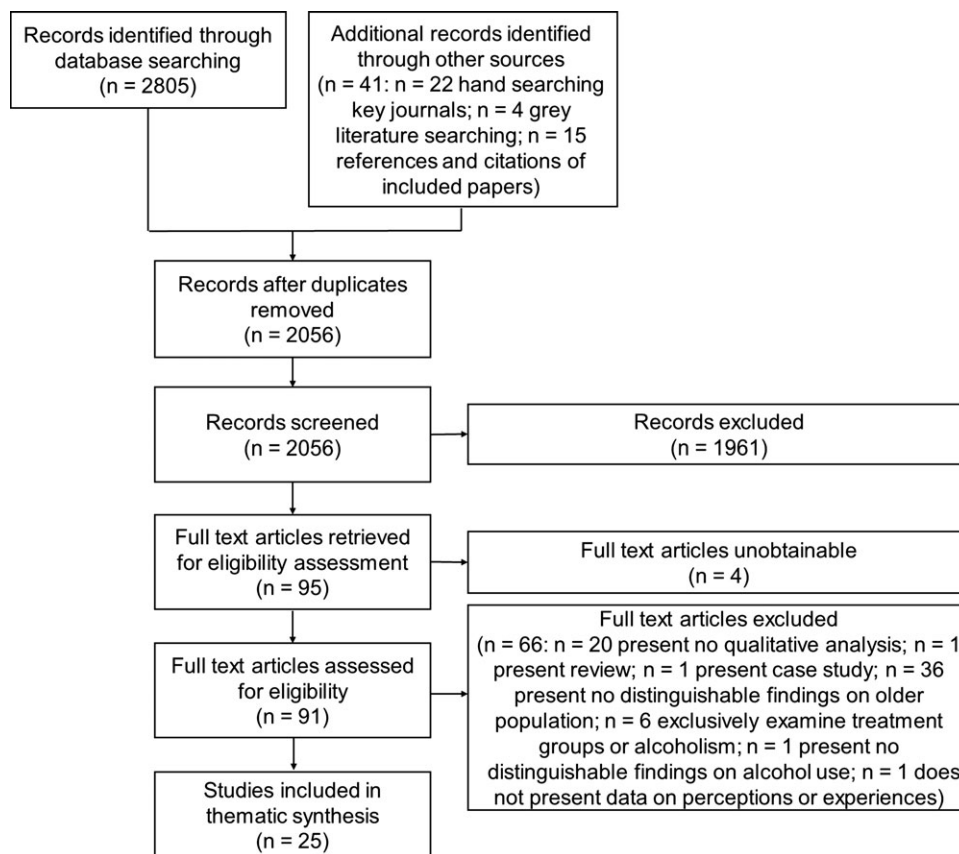 Records identified through
database searching
(n = 2805)
Additional records identified
through other sources
(n = 41: n = 22 hand searching
key journals; n = 4 grey
literature searching; n = 15
references and citations of
included papers)
Records after duplicates
removed
(n = 2056)
Records screened
(n = 2056)
Records excluded
(n = 1961)
Full text articles retrieved
for eligibility assessment
(n = 95)
Full text articles unobtainable
(n = 4)
Full text articles assessed
for eligibility
(n = 91)
Full text articles excluded
(n = 66: n = 20 present no qualitative analysis; n = 1
present review; n = 1 present case study; n = 36
present no distinguishable findings on older
population; n = 6 exclusively examine treatment
groups or alcoholism; n = 1 present no
distinguishable findings on alcohol use; n = 1 does
not present data on perceptions or experiences)
Studies included in
thematic synthesis
(n = 25)